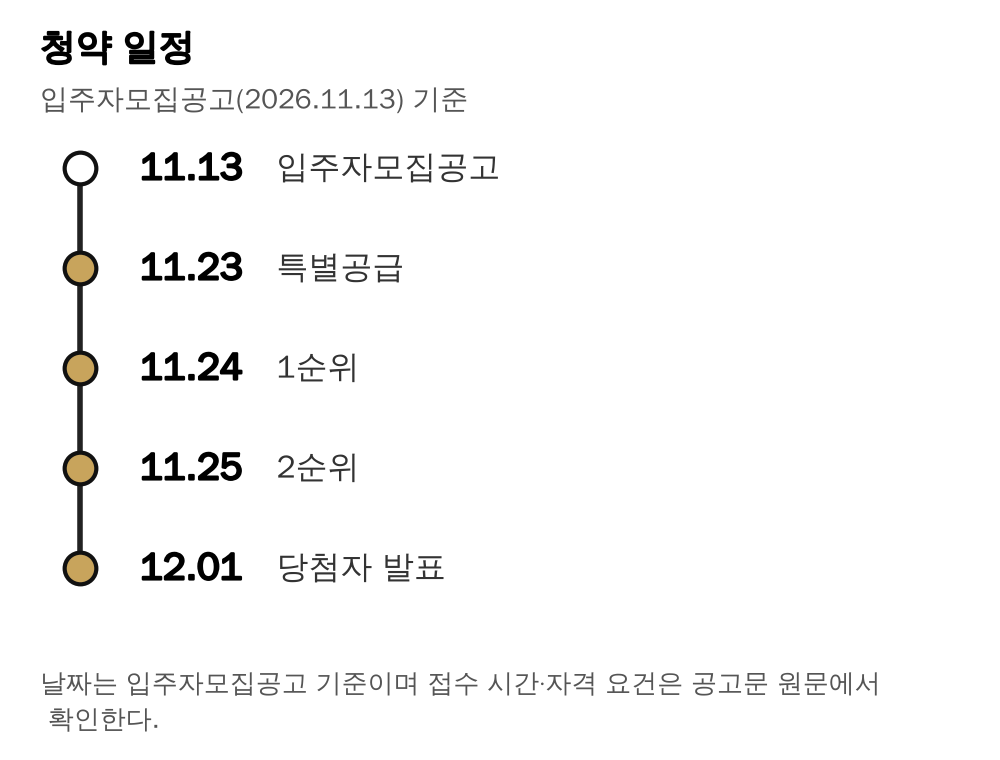 청약 일정
입주자모집공고(2026.11.13) 기준
11.13 입주자모집공고
11.23 특별공급
11.24 1순위
11.25 2순위
12.01 당첨자 발표
날짜는 입주자모집공고 기준이며 접수 시간·자격 요건은 공고문 원문에서
확인한다.